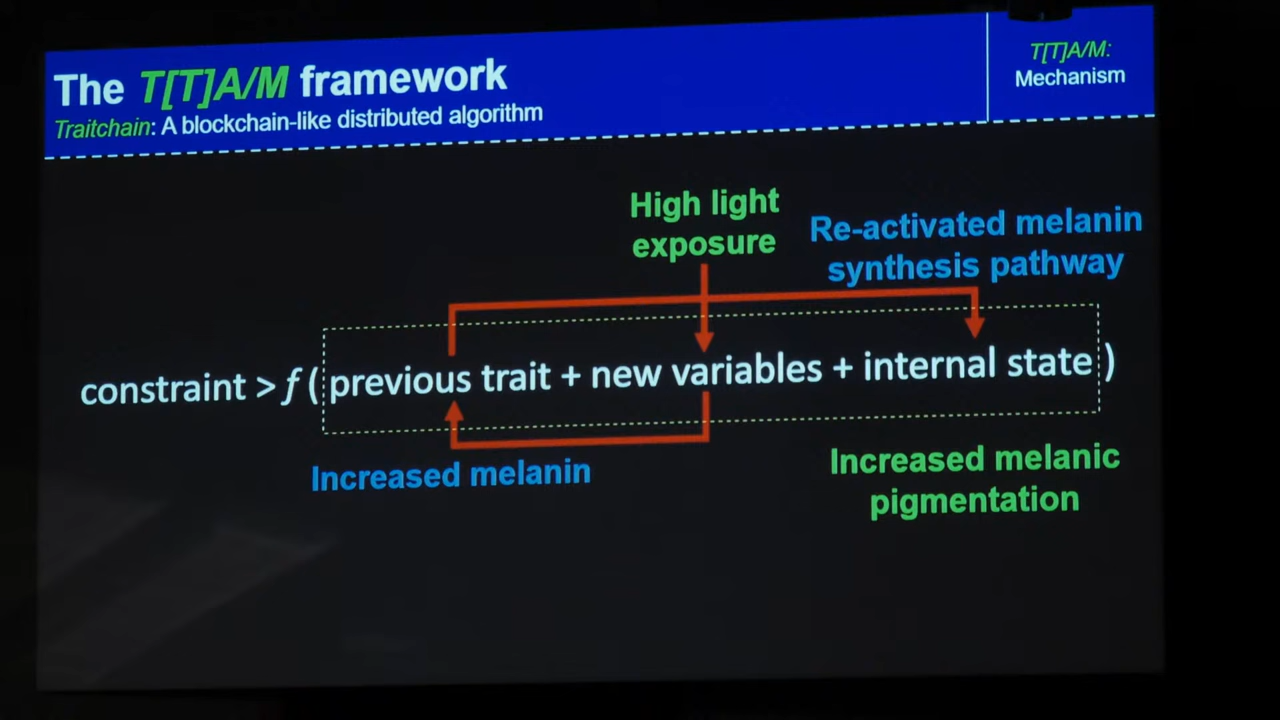 The T[T]A/M framework
Traitchain: A blockchain-like distributed algorithm
T[T]A/M:
Mechanism
High light
exposure
Re-activated melanin
synthesis pathway
constraint > f ( previous trait + new variables + internal state )
Increased melanin
Increased melanic
pigmentation